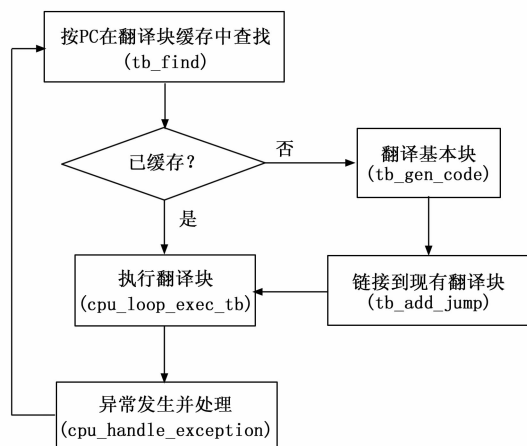 按PC在翻译块缓存中查找
(tb_find)
已缓存?
否
翻译基本块
(tb_gen_code)
是
执行翻译块
(cpu_loop_exec_tb)
链接到现有翻译块
(tb_add_jump)
异常发生并处理
(cpu_handle_exception)